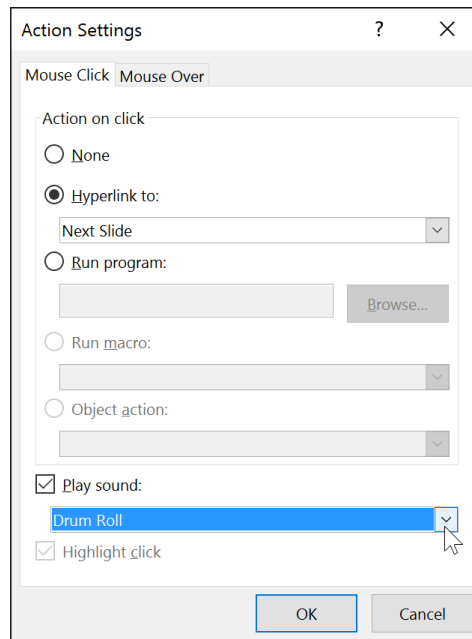 Action Settings ?
Mouse Click Mouse Over
Action on click
None
Hyperlink to:
Next Slide
Run program:
Browse...
Run macro:
Object action:
Play sound:
Drum Roll
Highlight click
OK Cancel